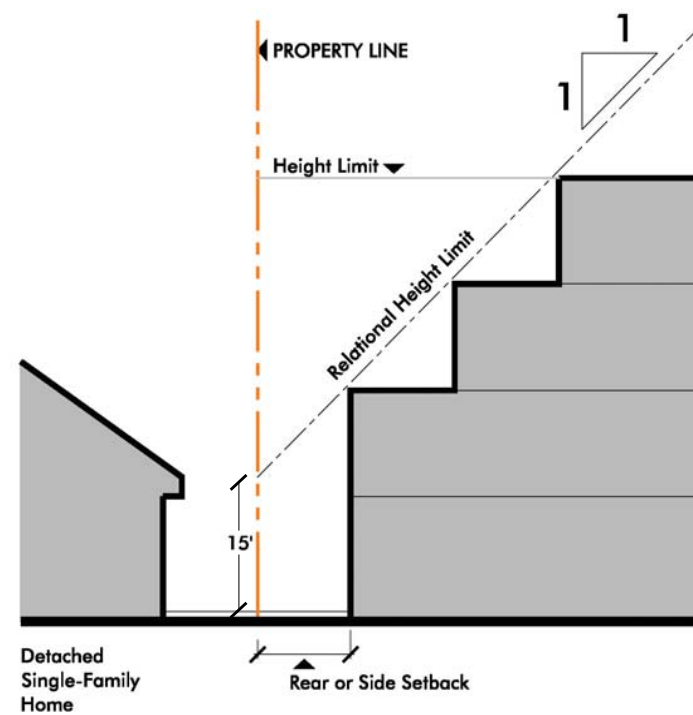 1
PROPERTY LINE
1
Height Limit
Relational Height Limit
15'
Detached
Single-Family
Home
Rear or Side Setback